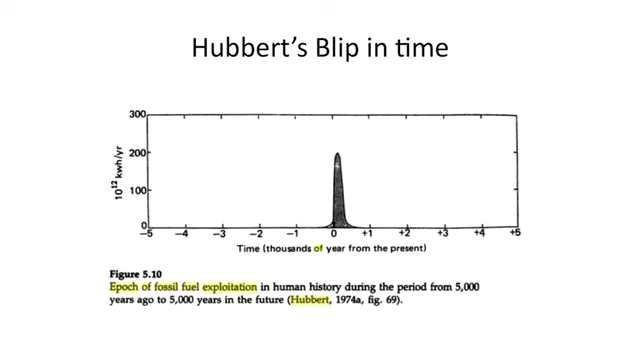 Hubbert's Blip in time
300
200
100
0
10¹² kwh/yr
−5 −4 −3 −2 −1 0 +1 +2 +3 +4 +5
Time (thousands of year from the present)
Figure 5.10
Epoch of fossil fuel exploitation in human history during the period from 5,000
years ago to 5,000 years in the future (Hubbert, 1974a, fig. 69).